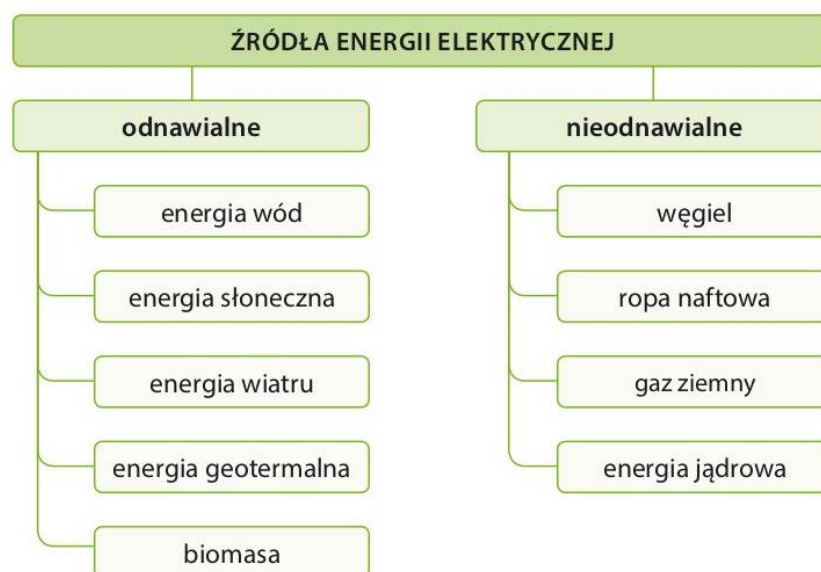 ŹRÓDŁA ENERGII ELEKTRYCZNEJ
odnawialne
energia wód
energia słoneczna
energia wiatru
energia geotermalna
biomasa
nieodnawialne
węgiel
ropa naftowa
gaz ziemny
energia jądrowa